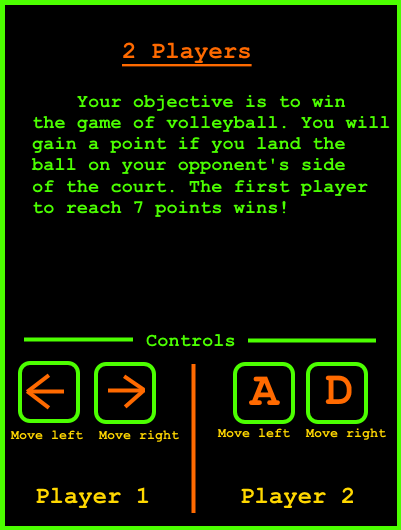 2 Players
Your objective is to win
the game of volleyball. You will
gain a point if you land the
ball on your opponent's side
of the court. The first player
to reach 7 points wins!
Controls
A D
Move left Move right Move left Move right
Player 1 Player 2